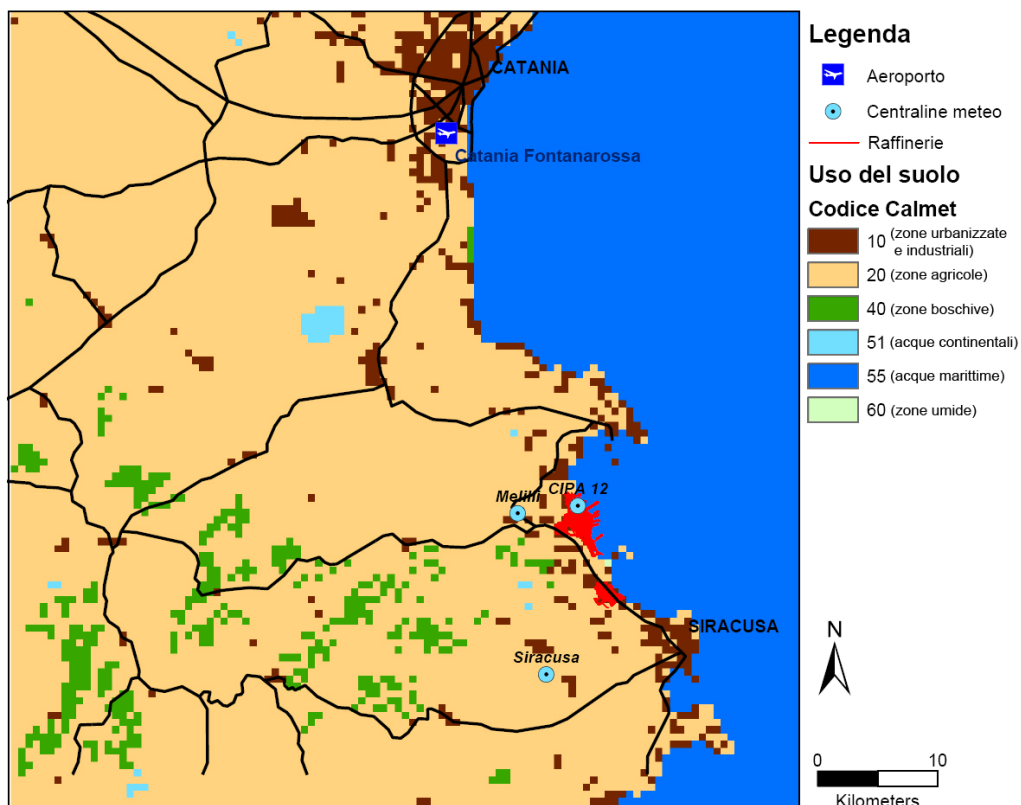 CATANIA
Catania Fontanarossa
Melilli
CIPA 12
SIRACUSA
Siracusa
Legenda
Aeroporto
Centraline meteo
Raffinerie
Uso del suolo
Codice Calmet
10 (zone urbanizzate
e industriali)
20 (zone agricole)
40 (zone boschive)
51 (acque continentali)
55 (acque marittime)
60 (zone umide)
N
0 10
Kilometers